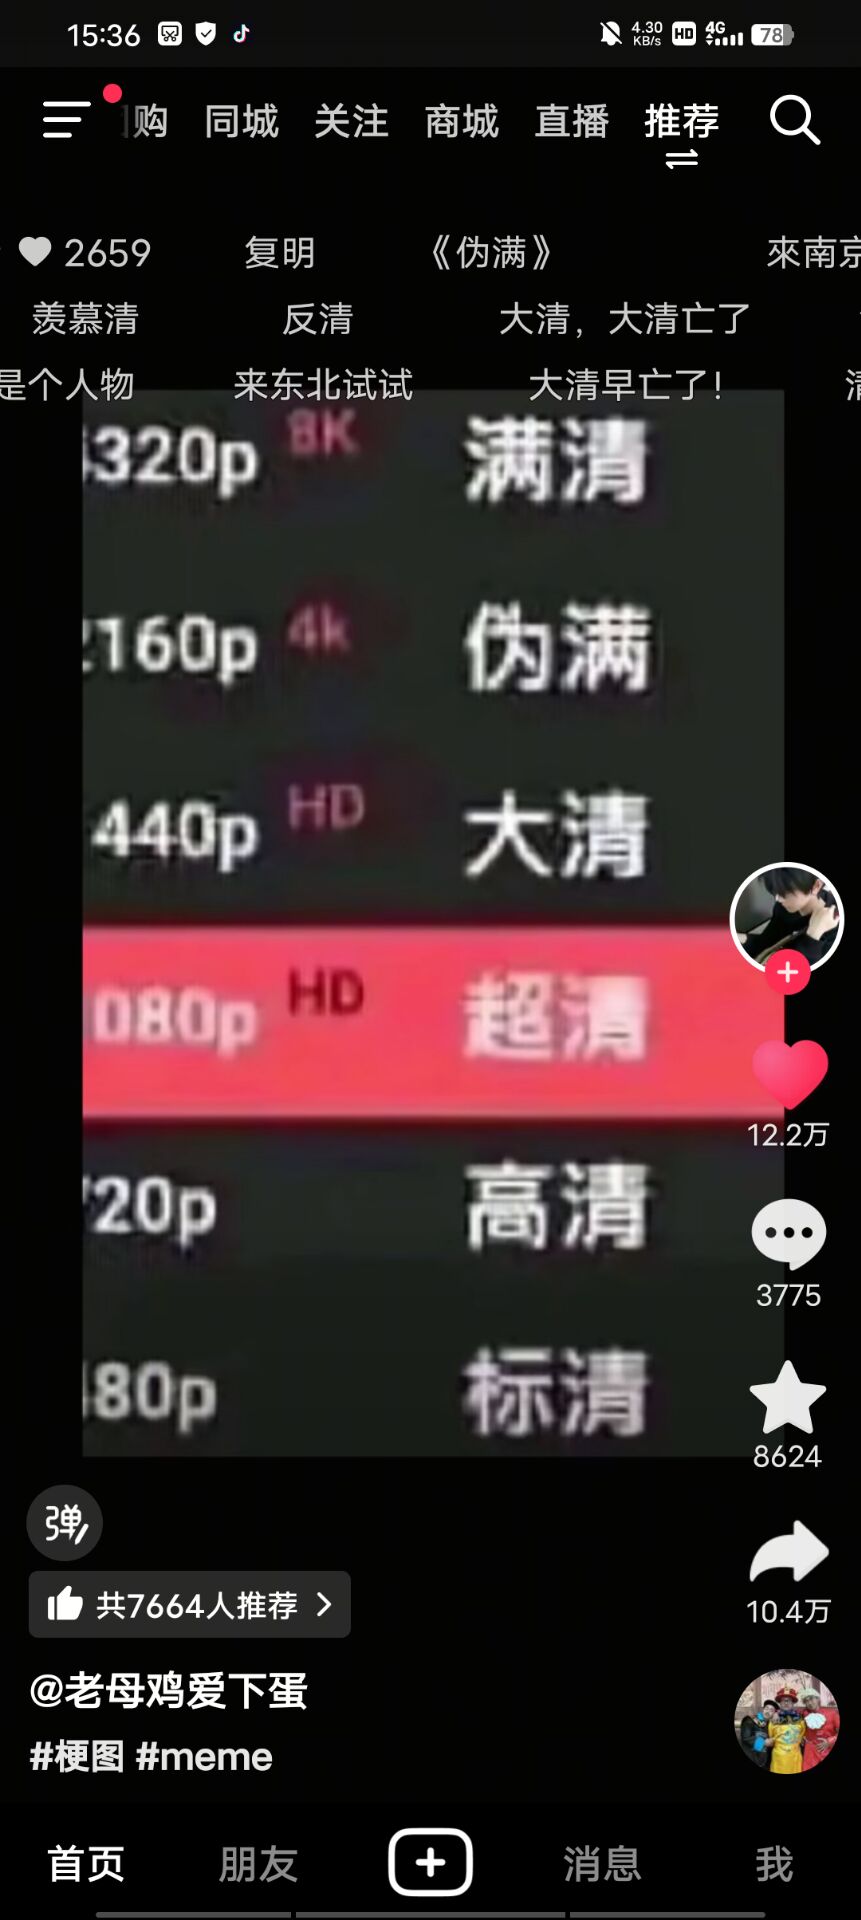 15:36 4.30 KB/s HD 4G 78
购 同城 关注 商城 直播 推荐
2659 复明 《伪满》 來南京
羡慕清 反清 大清，大清亡了
是个人物 来东北试试 大清早亡了！
320p 8K 满清
2160p 4k 伪满
440p HD 大清
080p HD 超清
720p 高清
480p 标清
12.2万
3775
8624
10.4万
弹
共7664人推荐
@老母鸡爱下蛋
#梗图 #meme
首页 朋友 消息 我